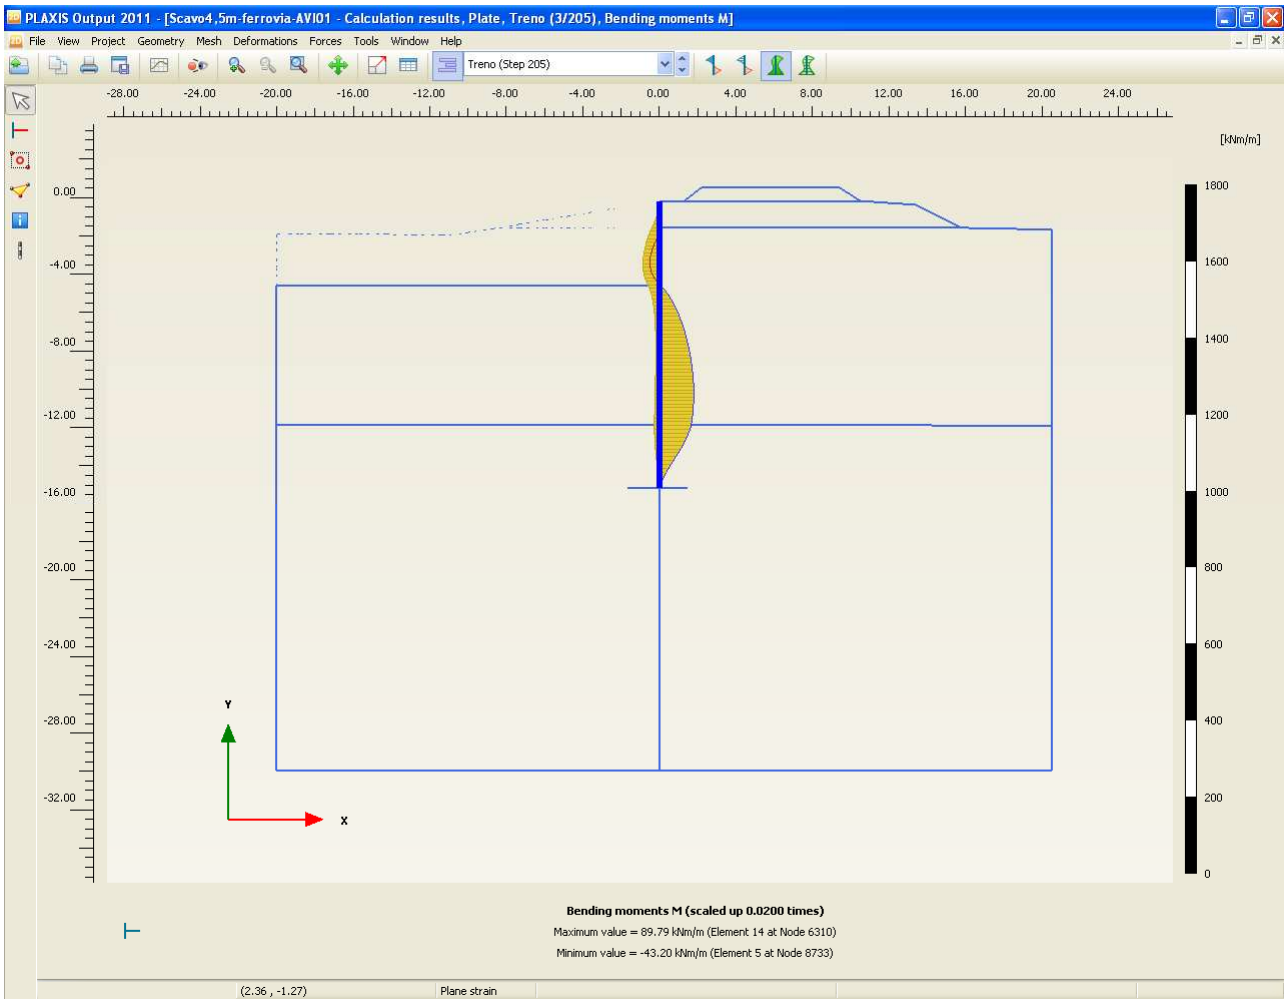 PLAXIS Output 2011 - [Scavo4,5m-ferrovia-AVI01 - Calculation results, Plate, Treno (3/205), Bending moments M]
File View Project Geometry Mesh Deformations Forces Tools Window Help
Treno (Step 205)
-28.00 -24.00 -20.00 -16.00 -12.00 -8.00 -4.00 0.00 4.00 8.00 12.00 16.00 20.00 24.00
[kNm/m]
0.00
-4.00
-8.00
-12.00
-16.00
-20.00
-24.00
-28.00
-32.00
1800
1600
1400
1200
1000
800
600
400
200
0
Y
X
Bending moments M (scaled up 0.0200 times)
Maximum value = 89.79 kNm/m (Element 14 at Node 6310)
Minimum value = -43.20 kNm/m (Element 5 at Node 8733)
(2.36 , -1.27) Plane strain